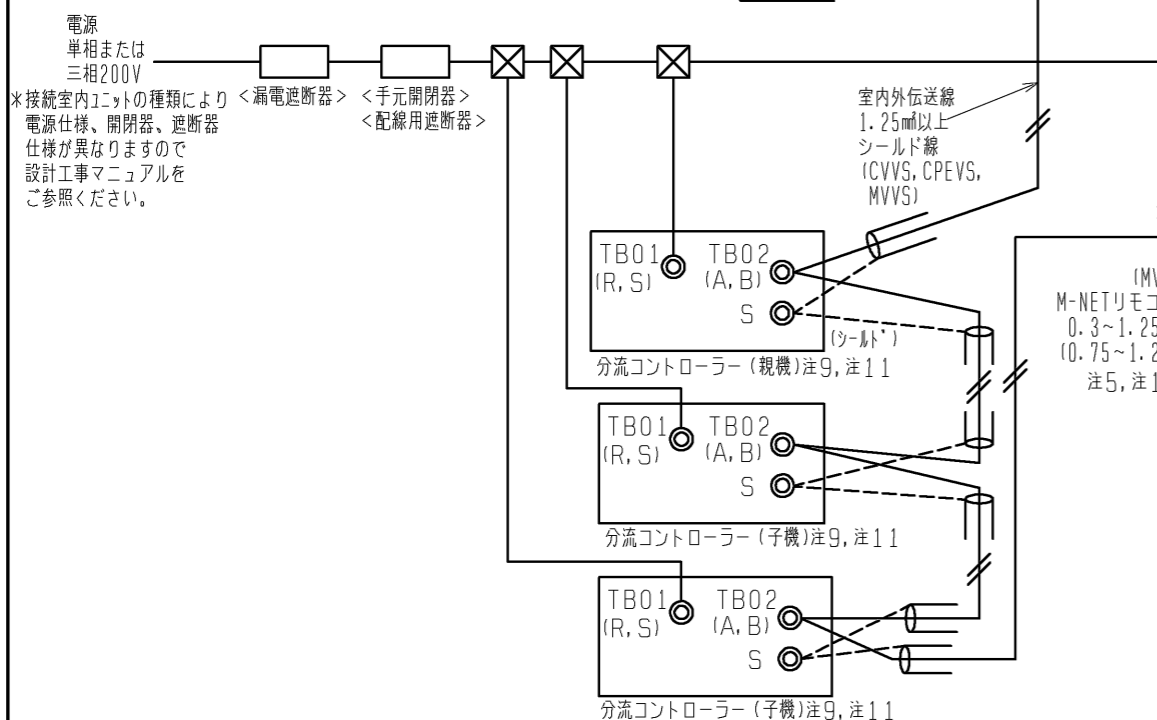 電源
単相または
三相200V
＊接続室内ユニットの種類により
電源仕様、開閉器、遮断器
仕様が異なりますので
設計工事マニュアルを
ご参照ください。
<漏電遮断器>
<手元開閉器>
<配線用遮断器>
室内外伝送線
1.25㎟以上
シールド線
(CVVS, CPEVS,
MVVS)
TB01 TB02
(R, S) (A, B)
S
(シールド)
分流コントローラー (親機)注9, 注11
(MV
M-NETリモコ
0.3~1.25
(0.75~1.2
注5, 注1
TB01 TB02
(R, S) (A, B)
S
分流コントローラー (子機)注9, 注11
TB01 TB02
(R, S) (A, B)
S
分流コントローラー (子機)注9, 注11